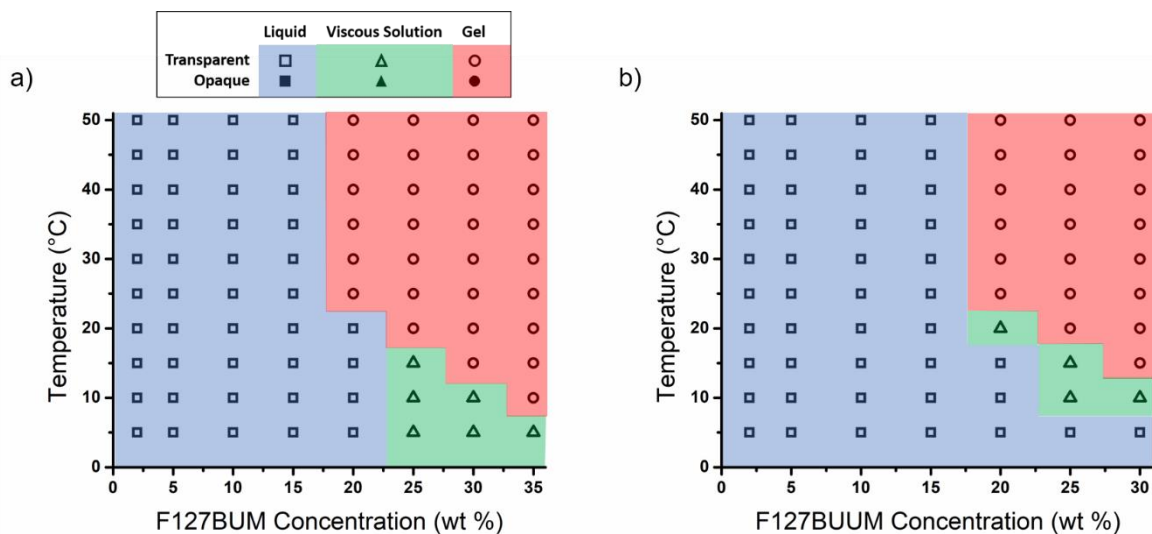 Liquid Viscous Solution Gel
Transparent
Opaque
a)
b)
50
40
30
20
10
0
Temperature (°C)
0 5 10 15 20 25 30 35
F127BUM Concentration (wt %)
50
40
30
20
10
0
Temperature (°C)
0 5 10 15 20 25 30
F127BUUM Concentration (wt %)